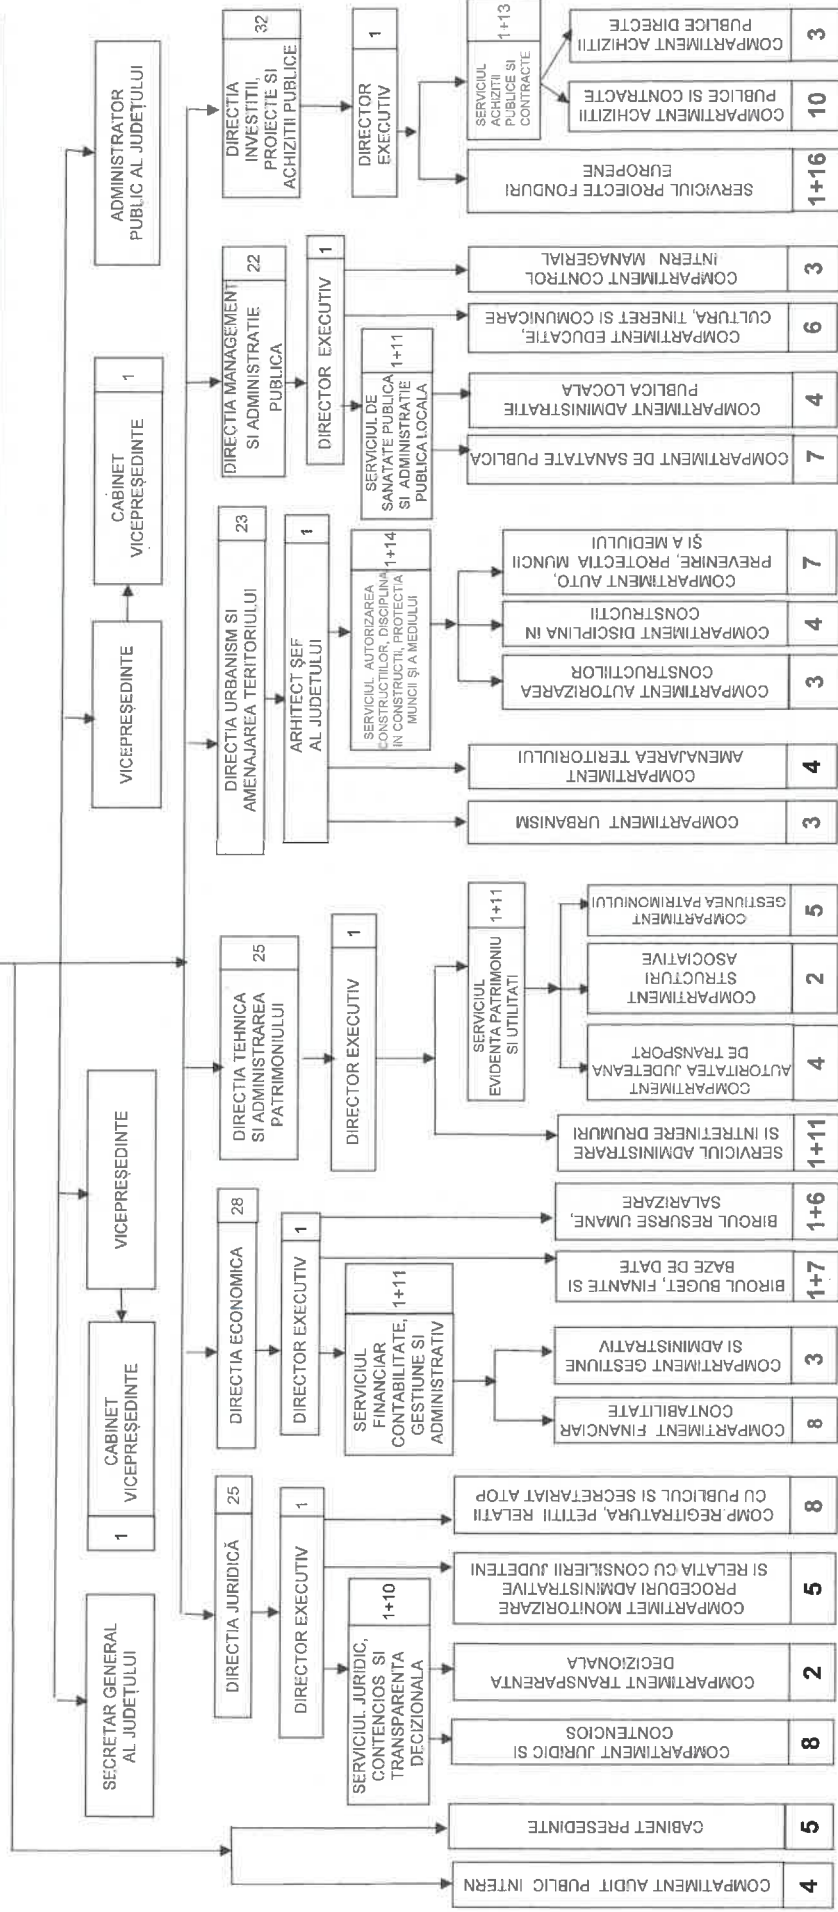 SECRETAR GENERAL
AL JUDEȚULUI
1
CABINET
VICEPREȘEDINTE
VICEPREȘEDINTE
VICEPREȘEDINTE
CABINET
VICEPREȘEDINTE
1
ADMINISTRATOR
PUBLIC AL JUDEȚULUI
COMPATIMENT AUDIT PUBLIC INTERN
4
CABINET PRESEDINTE
5
DIRECTIA JURIDICĂ
25
DIRECTOR EXECUTIV
1
SERVICIUL JURIDIC,
CONTENCIOS SI
TRANSPARENTA
DECIZIONALA
1+10
COMPARTIMENT JURIDIC SI
CONTENCIOS
8
COMPARTIMENT TRANSPARENTA
DECIZIONALA
2
COMPARTIMET MONITORIZARE
PROCEDURI ADMINISTRATIVE
SI RELATIA CU CONSILIERII JUDETENI
5
COMP.REGITRATURA, PETITII RELATII
CU PUBLICUL SI SECRETARIAT ATOP
8
DIRECTIA ECONOMICA
28
DIRECTOR EXECUTIV
1
SERVICIUL
FINANCIAR
CONTABILITATE,
GESTIUNE SI
ADMINISTRATIV
1+11
COMPARTIMENT FINANCIAR
CONTABILITATE
8
COMPARTIMENT GESTIUNE
SI ADMINISTRATIV
3
BIROUL BUGET, FINANTE SI
BAZE DE DATE
1+7
BIROUL RESURSE UMANE,
SALARIZARE
1+6
DIRECTIA TEHNICA
SI ADMINISTRAREA
PATRIMONIULUI
25
DIRECTOR EXECUTIV
1
SERVICIUL ADMINISTRARE
SI INTRETINERE DRUMURI
1+11
SERVICIUL
EVIDENTA PATRIMONIU
SI UTILITATI
1+11
COMPARTIMENT
AUTORITATEA JUDETEANA
DE TRANSPORT
4
COMPARTIMENT
STRUCTURI
ASOCIATIVE
2
COMPARTIMENT
GESTIUNEA PATRIMONIULUI
5
DIRECTIA URBANISM SI
AMENAJAREA TERITORIULUI
23
ARHITECT ȘEF
AL JUDETULUI
1
COMPARTIMENT URBANISM
3
COMPARTIMENT
AMENAJAREA TERITORIULUI
4
SERVICIUL AUTORIZAREA
CONSTRUCTIILOR, DISCIPLINA
IN CONSTRUCTII, PROTECTIA
MUNCII ȘI A MEDIULUI
1+14
COMPARTIMENT AUTORIZAREA
CONSTRUCTIILOR
3
COMPARTIMENT DISCIPLINA IN
CONSTRUCTII
4
COMPARTIMENT AUTO,
PREVENIRE, PROTECTIA MUNCII
ȘI A MEDIULUI
7
DIRECTIA MANAGEMENT
SI ADMINISTRATIE
PUBLICA
22
DIRECTOR EXECUTIV
1
SERVICIUL DE
SANATATE PUBLICA
SI ADMINISTRATIE
PUBLICA LOCALA
1+11
COMPARTIMENT DE SANATATE PUBLICA
7
COMPARTIMENT ADMINISTRATIE
PUBLICA LOCALA
4
COMPARTIMENT EDUCATIE,
CULTURA, TINERET SI COMUNICARE
6
COMPARTIMENT CONTROL
INTERN MANAGERIAL
3
DIRECTIA
INVESTITII,
PROIECTE SI
ACHIZITII PUBLICE
32
DIRECTOR
EXECUTIV
1
SERVICIUL PROIECTE FONDURI
EUROPENE
1+16
SERVICIUL
ACHIZITII
PUBLICE SI
CONTRACTE
1+13
COMPARTIMENT ACHIZITII
PUBLICE SI CONTRACTE
10
COMPARTIMENT ACHIZITII
PUBLICE DIRECTE
3